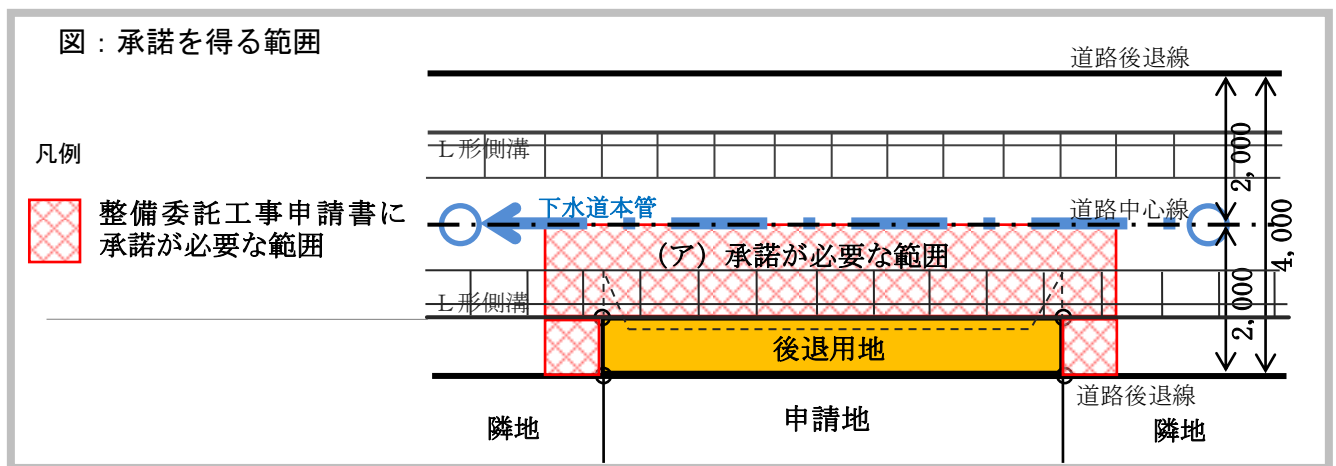 図：承諾を得る範囲
道路後退線
凡例
L形側溝
2,000
整備委託工事申請書に
承諾が必要な範囲
下水道本管
道路中心線
4,000
（ア）承諾が必要な範囲
L形側溝
2,000
後退用地
道路後退線
隣地
申請地
隣地